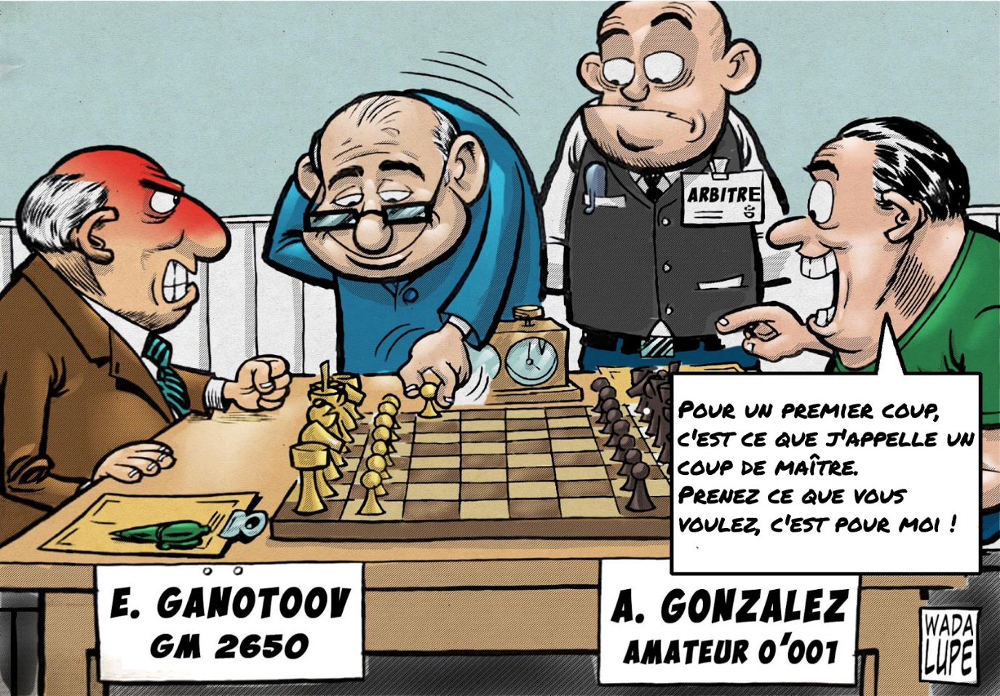 ARBITRE
POUR UN PREMIER COUP,
C'EST CE QUE J'APPELLE UN
COUP DE MAÎTRE.
PRENEZ CE QUE VOUS
VOULEZ, C'EST POUR MOI !
E. GANOTOOV
GM 2650
A. GONZALEZ
AMATEUR 0'001
WADA
LUPE